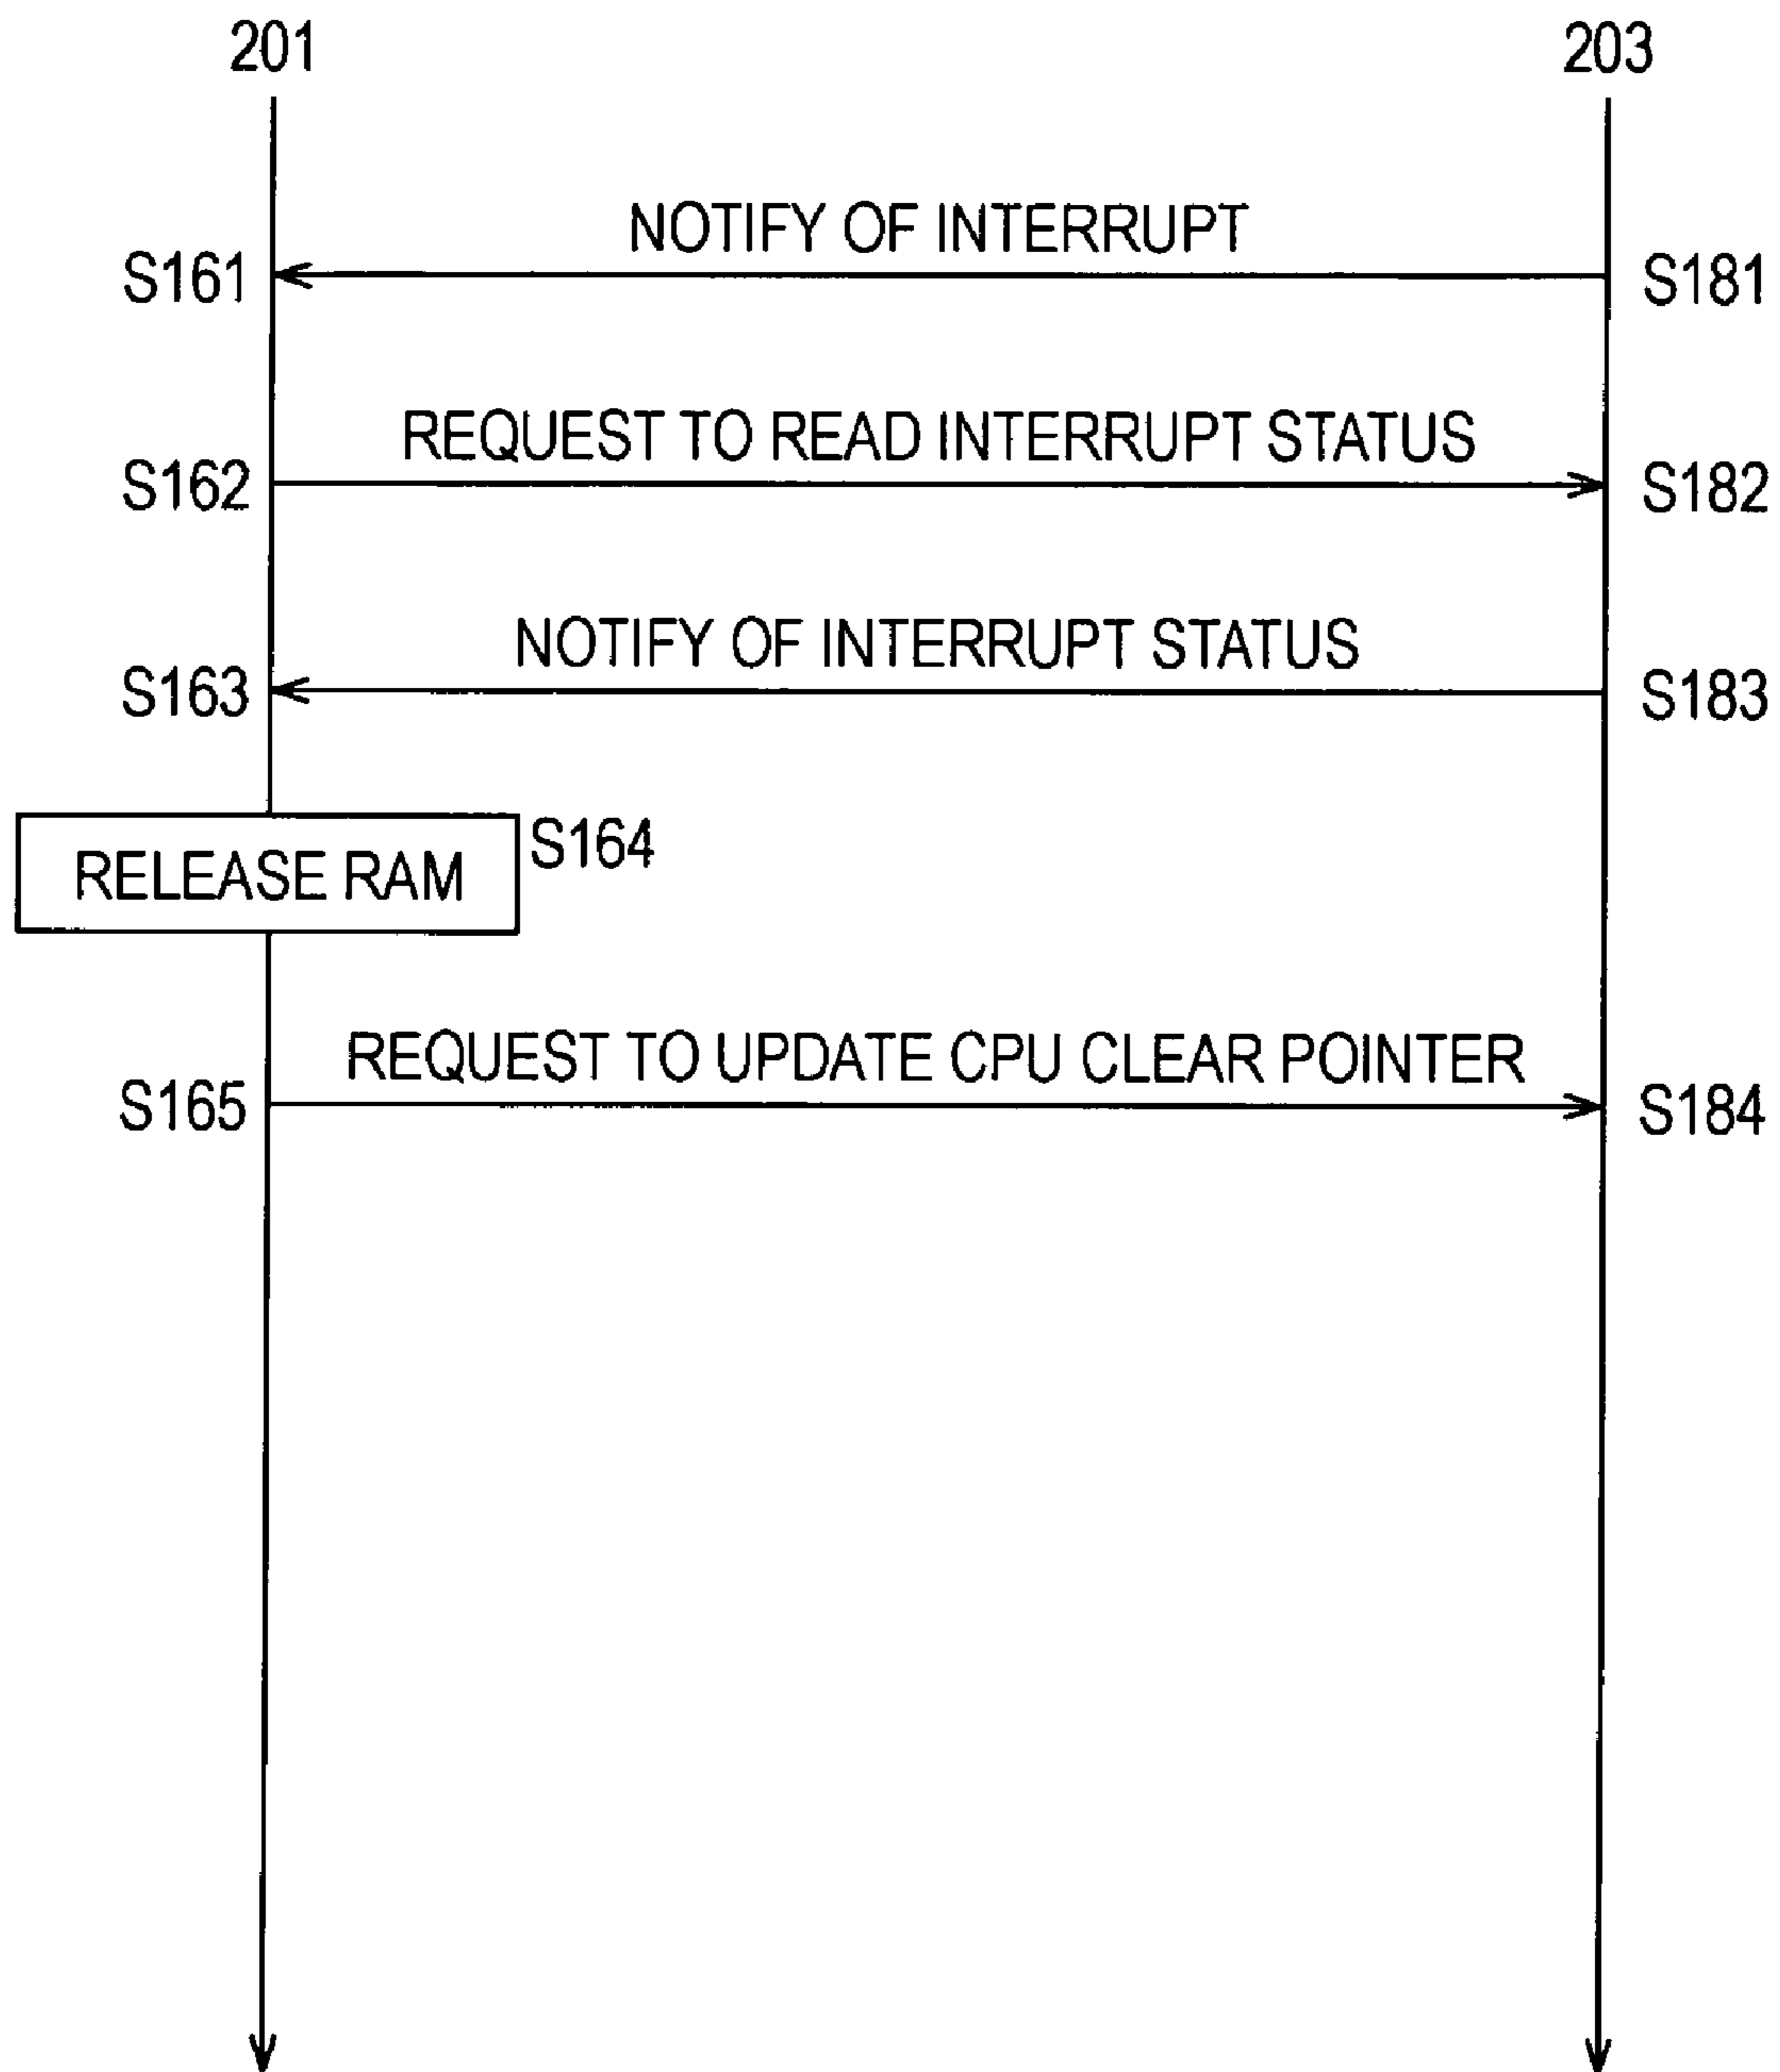 201 203
NOTIFY OF INTERRUPT
S161 S181
REQUEST TO READ INTERRUPT STATUS
S162 S182
NOTIFY OF INTERRUPT STATUS
S163 S183
S164
RELEASE RAM
REQUEST TO UPDATE CPU CLEAR POINTER
S165 S184